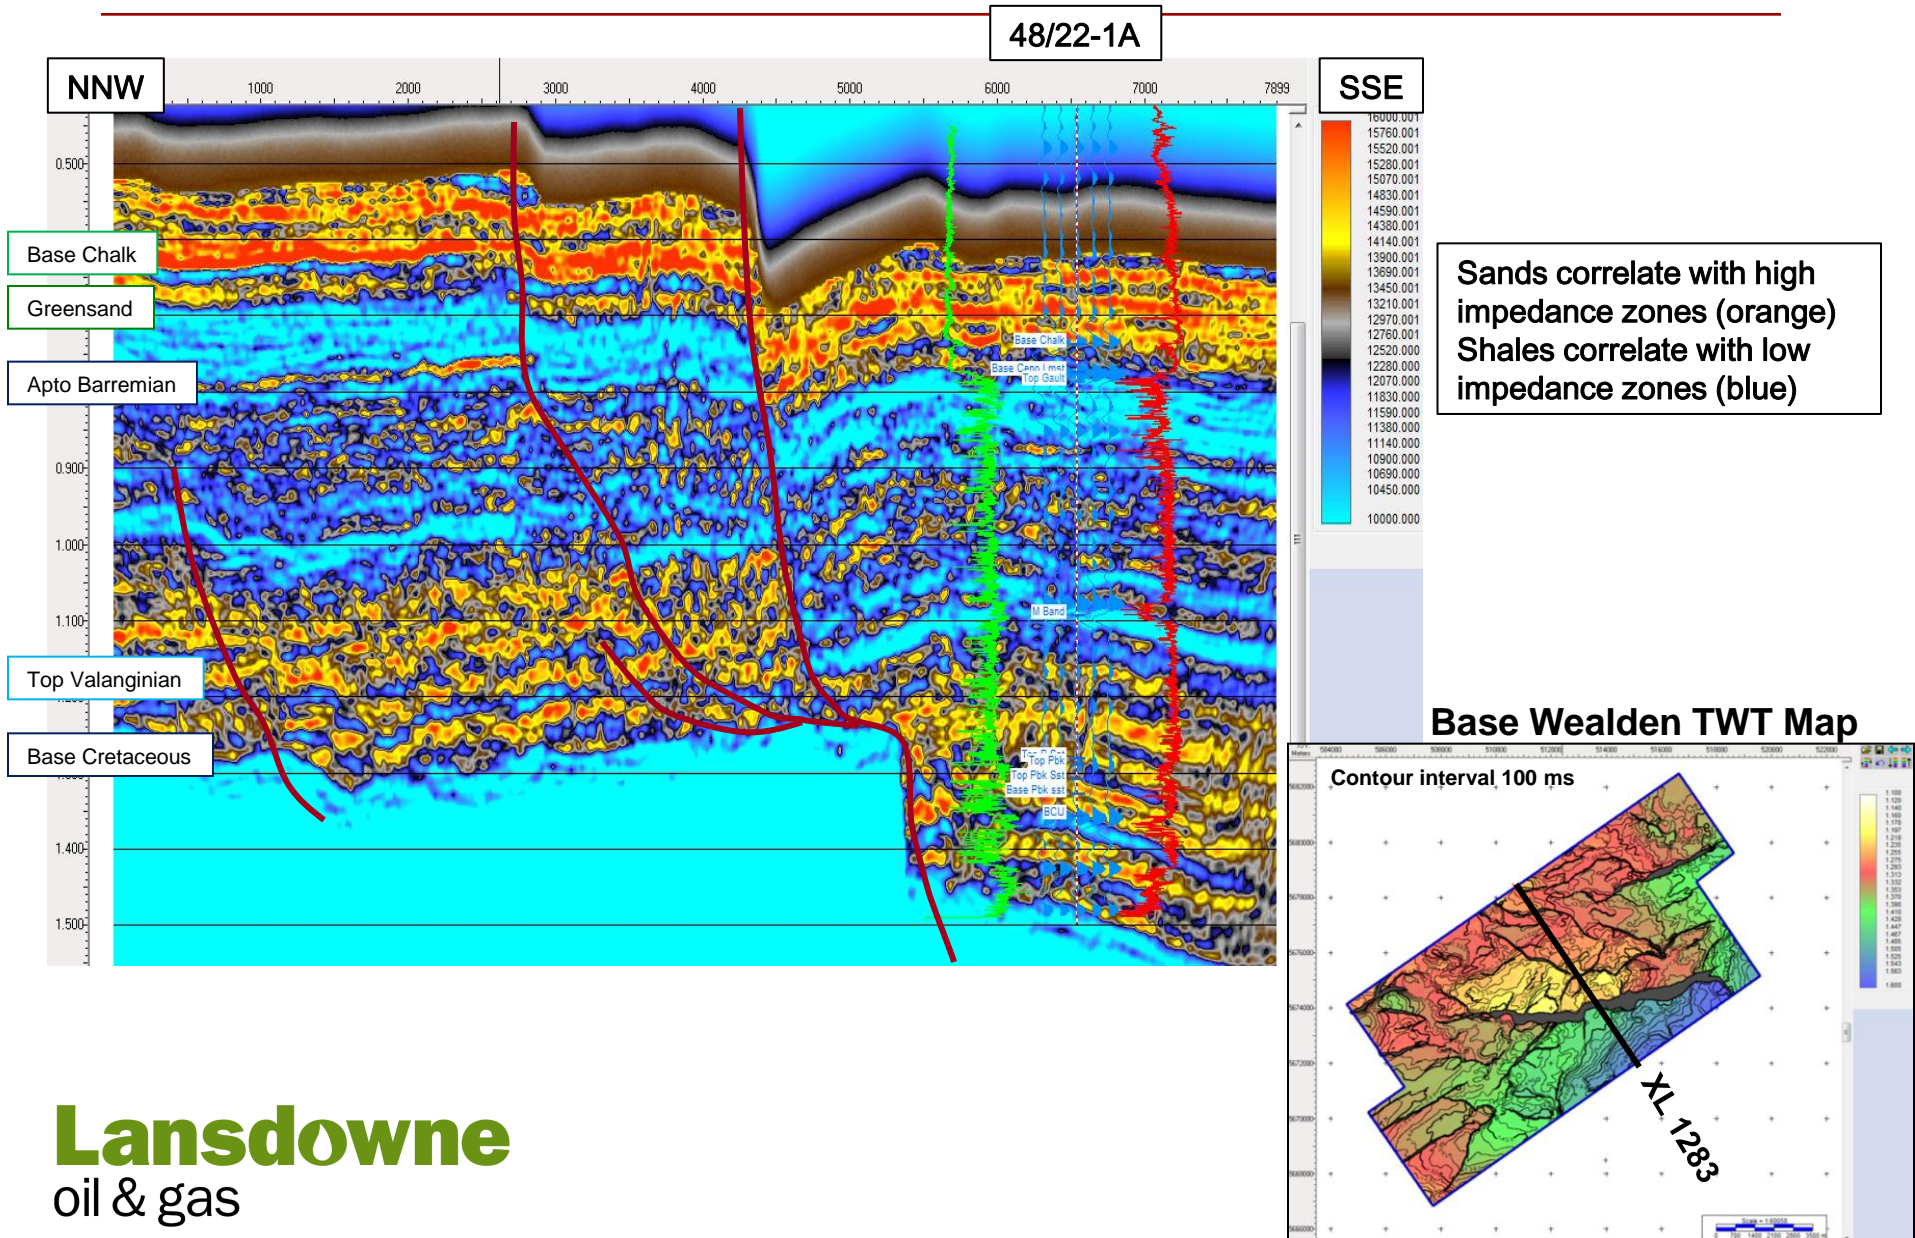 48/22-1A
NNW
SSE
1000
2000
3000
4000
5000
6000
7000
7899
0.500
0.900
1.000
1.100
1.400
1.500
Base Chalk
Greensand
Apto Barremian
Top Valanginian
Base Cretaceous
Base Chalk
Top Gault
M Band
Top Pbk
Top Pbk Sst
Base Pbk sst
BCU
16000.001
15760.001
15520.001
15280.001
15070.001
14830.001
14590.001
14380.001
14140.001
13900.001
13690.001
13450.001
13210.001
12970.001
12760.001
12520.000
12280.000
12070.000
11830.000
11590.000
11380.000
11140.000
10900.000
10690.000
10450.000
10000.000
Sands correlate with high
impedance zones (orange)
Shales correlate with low
impedance zones (blue)
Base Wealden TWT Map
Contour interval 100 ms
XL 1283
Lansdowne
oil & gas